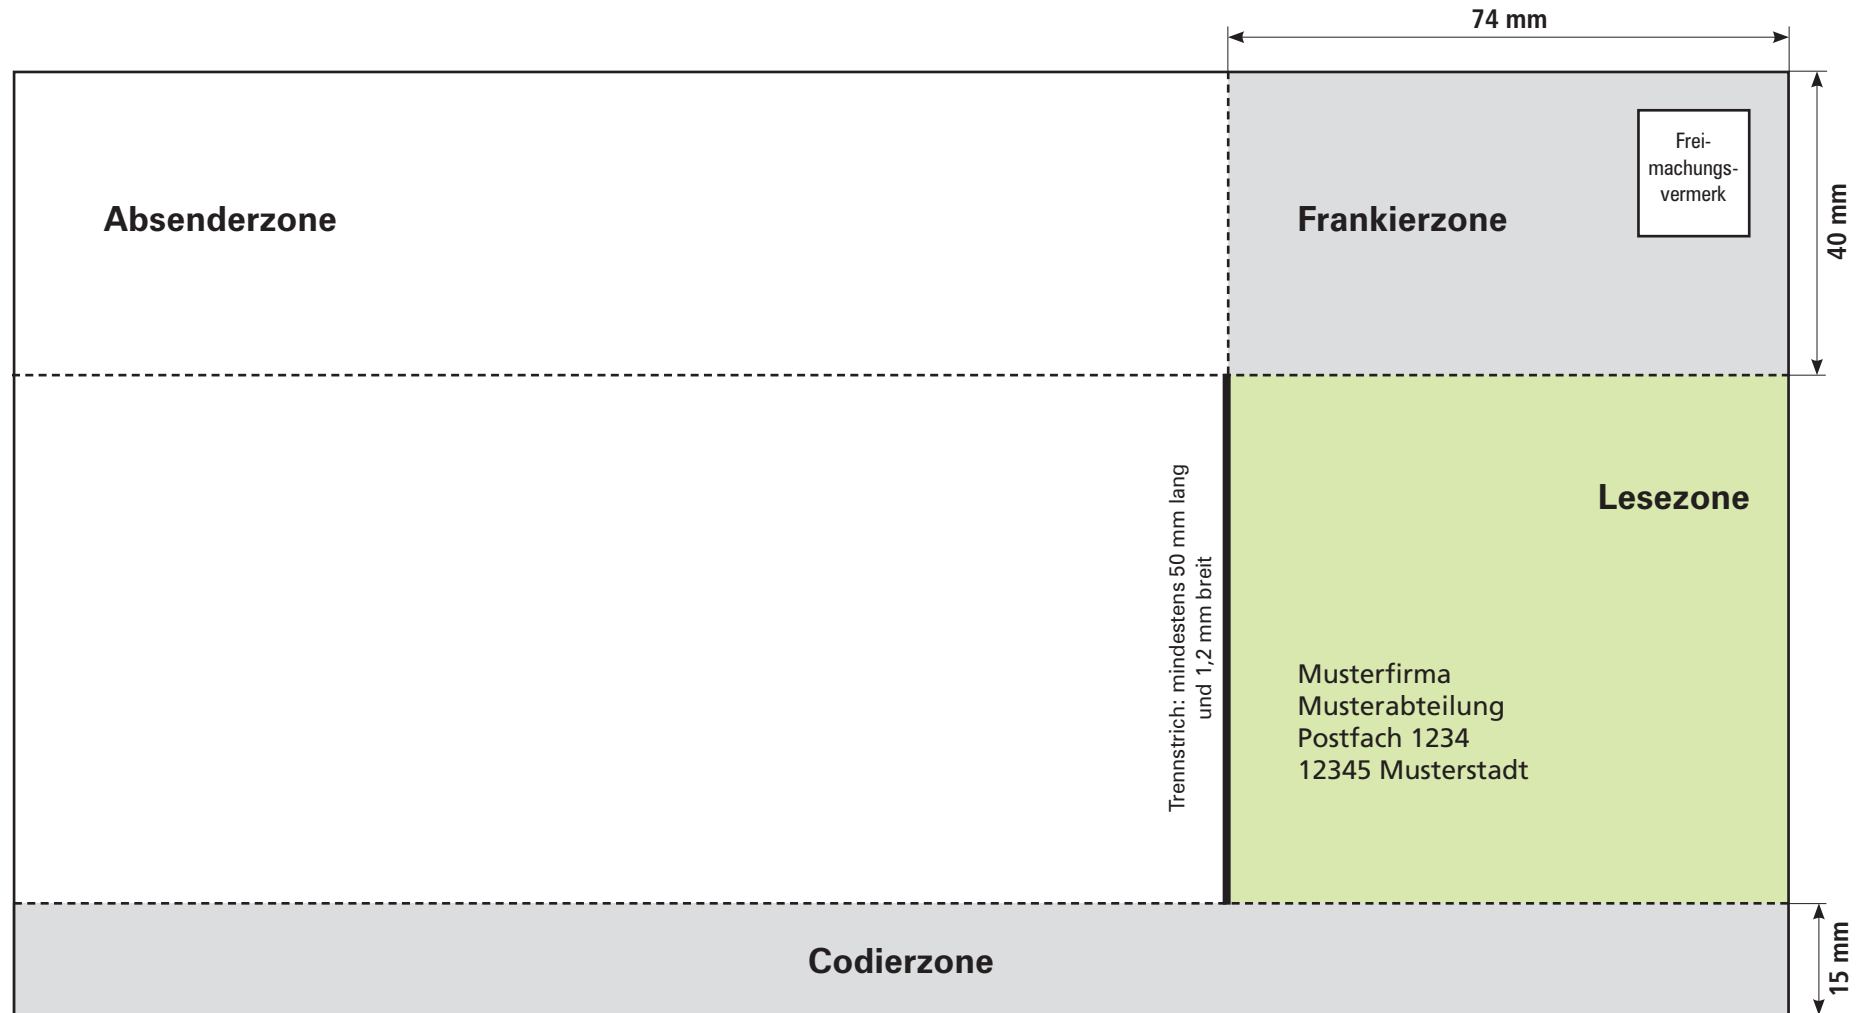 74 mm
Absenderzone
Frankierzone
Frei-
machungs-
vermerk
40 mm
Trennstrich: mindestens 50 mm lang
und 1,2 mm breit
Lesezone
Musterfirma
Musterabteilung
Postfach 1234
12345 Musterstadt
Codierzone
15 mm